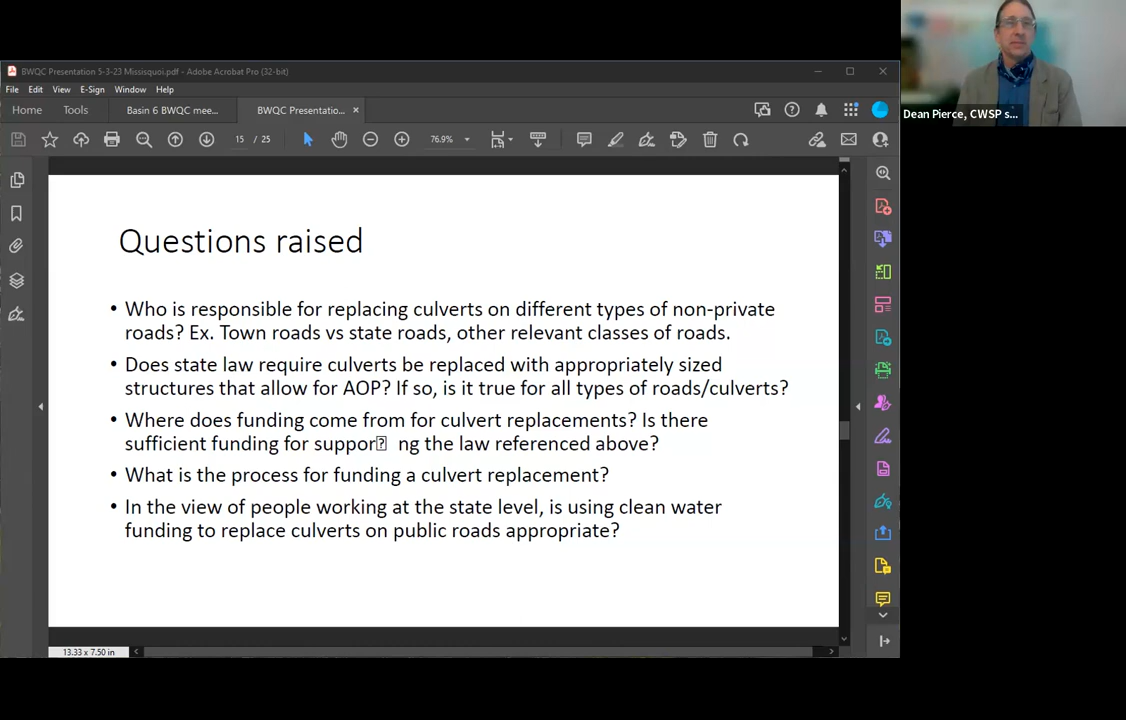 BWQC Presentation 5-3-23 Missisquoi.pdf - Adobe Acrobat Pro (32-bit)
File Edit View E-Sign Window Help
Home Tools Basin 6 BWQC mee... BWQC Presentatio... ×
15 / 25 76.9%
Questions raised
• Who is responsible for replacing culverts on different types of non-private
roads? Ex. Town roads vs state roads, other relevant classes of roads.
• Does state law require culverts be replaced with appropriately sized
structures that allow for AOP? If so, is it true for all types of roads/culverts?
• Where does funding come from for culvert replacements? Is there
sufficient funding for suppor⍰ ng the law referenced above?
• What is the process for funding a culvert replacement?
• In the view of people working at the state level, is using clean water
funding to replace culverts on public roads appropriate?
13.33 x 7.50 in
Dean Pierce, CWSP s...